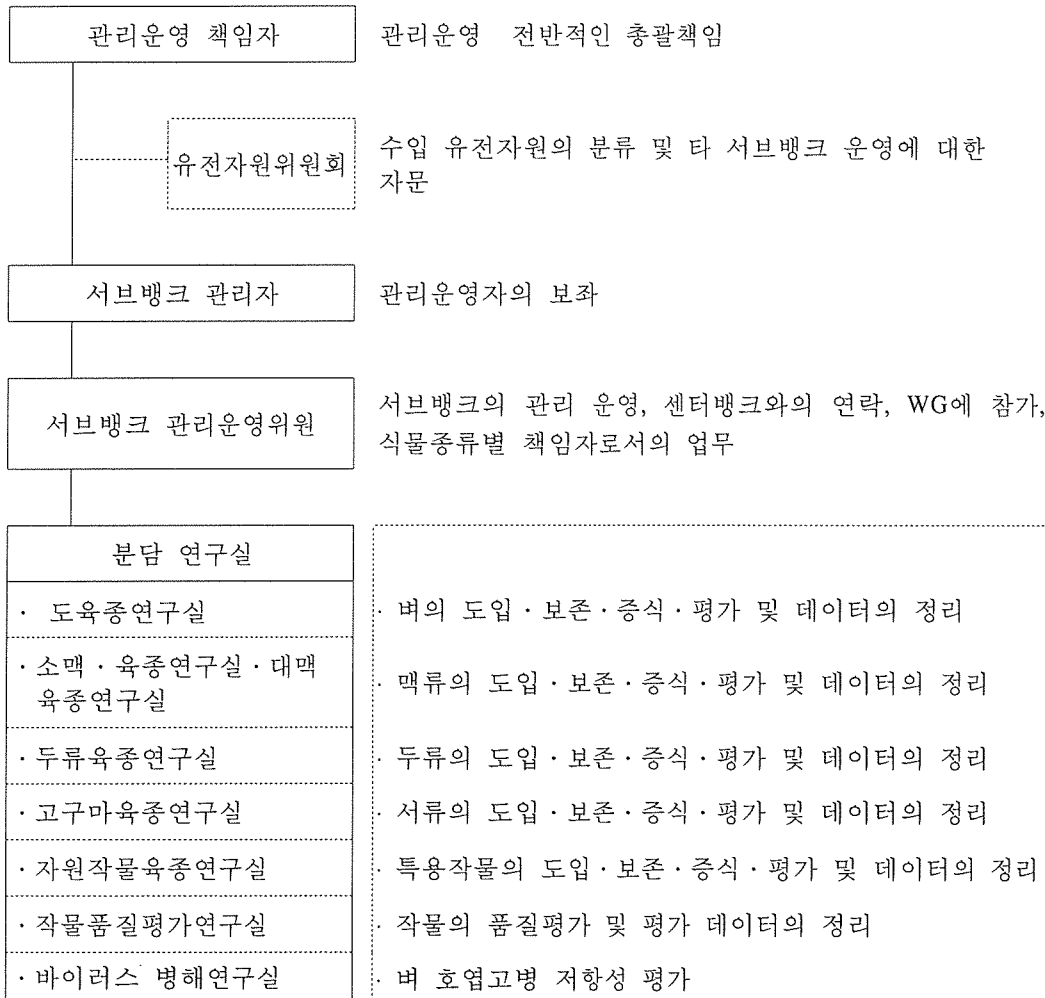 관리운영 책임자 관리운영 전반적인 총괄책임
유전자원위원회 수입 유전자원의 분류 및 타 서브뱅크 운영에 대한
자문
서브뱅크 관리자 관리운영자의 보좌
서브뱅크 관리운영위원 서브뱅크의 관리 운영, 센터뱅크와의 연락, WG에 참가,
식물종류별 책임자로서의 업무
분담 연구실
· 도육종연구실 · 벼의 도입·보존·증식·평가 및 데이터의 정리
·소맥·육종연구실·대맥
육종연구실
· 맥류의 도입·보존·증식·평가 및 데이터의 정리
·두류육종연구실 · 두류의 도입·보존·증식·평가 및 데이터의 정리
·고구마육종연구실 · 서류의 도입·보존·증식·평가 및 데이터의 정리
·자원작물육종연구실 · 특용작물의 도입·보존·증식·평가 및 데이터의 정리
·작물품질평가연구실 · 작물의 품질평가 및 평가 데이터의 정리
·바이러스 병해연구실 · 벼 호엽고병 저항성 평가